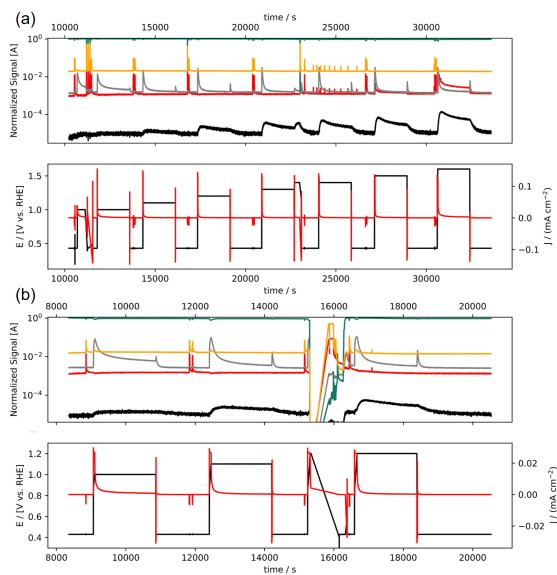 (a)
time / s
10000 15000 20000 25000 30000
Normalized Signal [A]
10⁰
10⁻²
10⁻⁴
E / [V vs. RHE]
1.5
1.0
0.5
0.1
0.0
−0.1
J / (mA cm⁻²)
10000 15000 20000 25000 30000
time / s
(b)
8000 10000 12000 14000 16000 18000 20000
Normalized Signal [A]
10⁰
10⁻²
10⁻⁴
E / [V vs. RHE]
1.2
1.0
0.8
0.6
0.4
0.02
0.00
−0.02
J / (mA cm⁻²)
8000 10000 12000 14000 16000 18000 20000
time / s